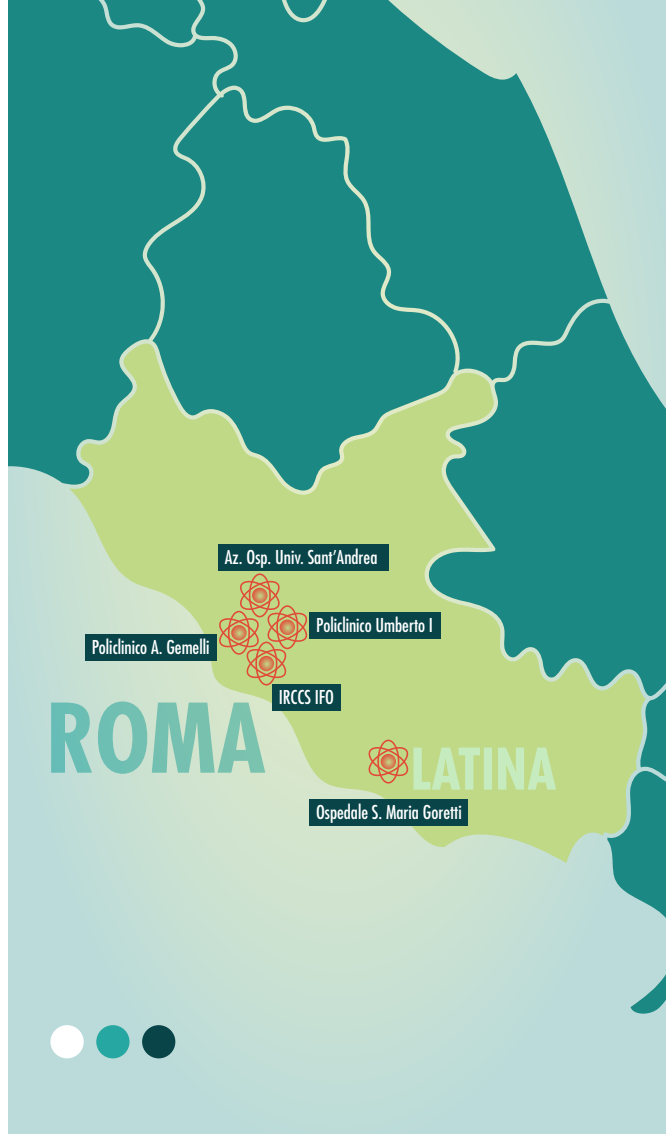 Az. Osp. Univ. Sant'Andrea
Policlinico Umberto I
Policlinico A. Gemelli
IRCCS IFO
ROMA
LATINA
Ospedale S. Maria Goretti